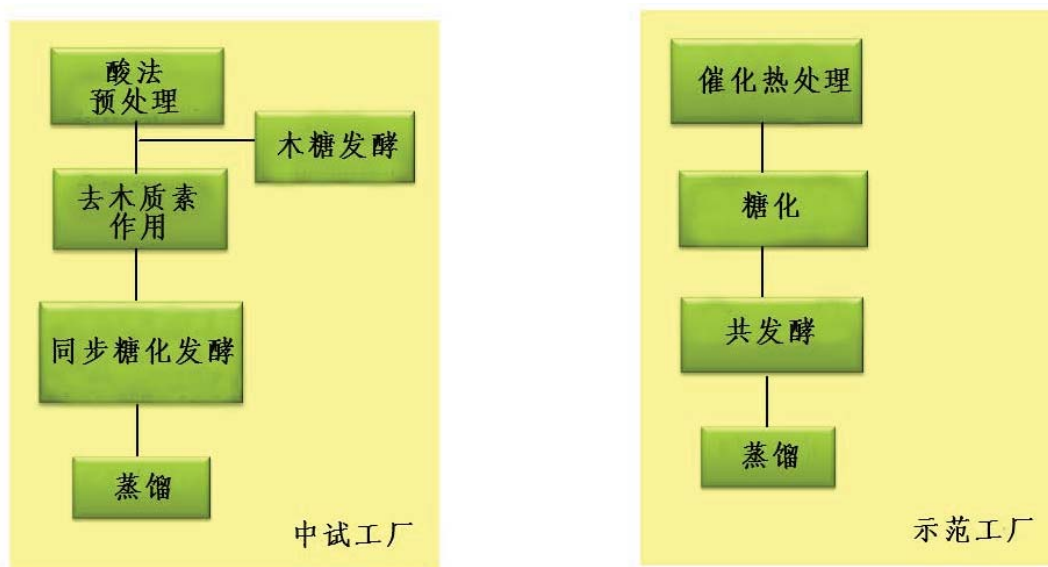 酸法
预处理
木糖发酵
去木质素
作用
同步糖化发酵
蒸馏
中试工厂
催化热处理
糖化
共发酵
蒸馏
示范工厂